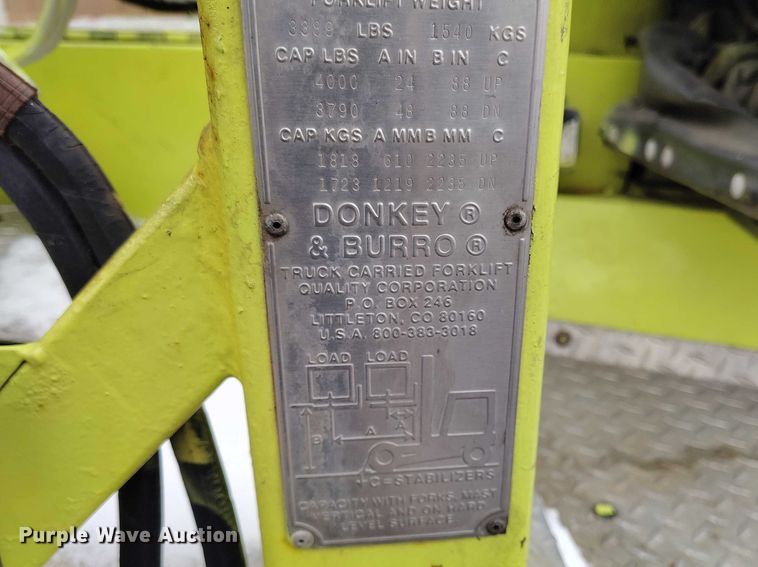 FORKLIFT WEIGHT
3399 LBS 1540 KGS
CAP LBS A IN B IN C
4000 24 88 UP
3790 48 88 DN
CAP KGS A MM B MM C
1818 610 2235 UP
1723 1219 2235 DN
DONKEY ®
& BURRO ®
TRUCK CARRIED FORKLIFT
QUALITY CORPORATION
P.O. BOX 246
LITTLETON, CO 80160
U.S.A. 800-383-3018
LOAD LOAD
A
A
B
C=STABILIZERS
CAPACITY WITH FORKS, MAST
VERTICAL AND ON HARD
LEVEL SURFACE
Purple Wave Auction